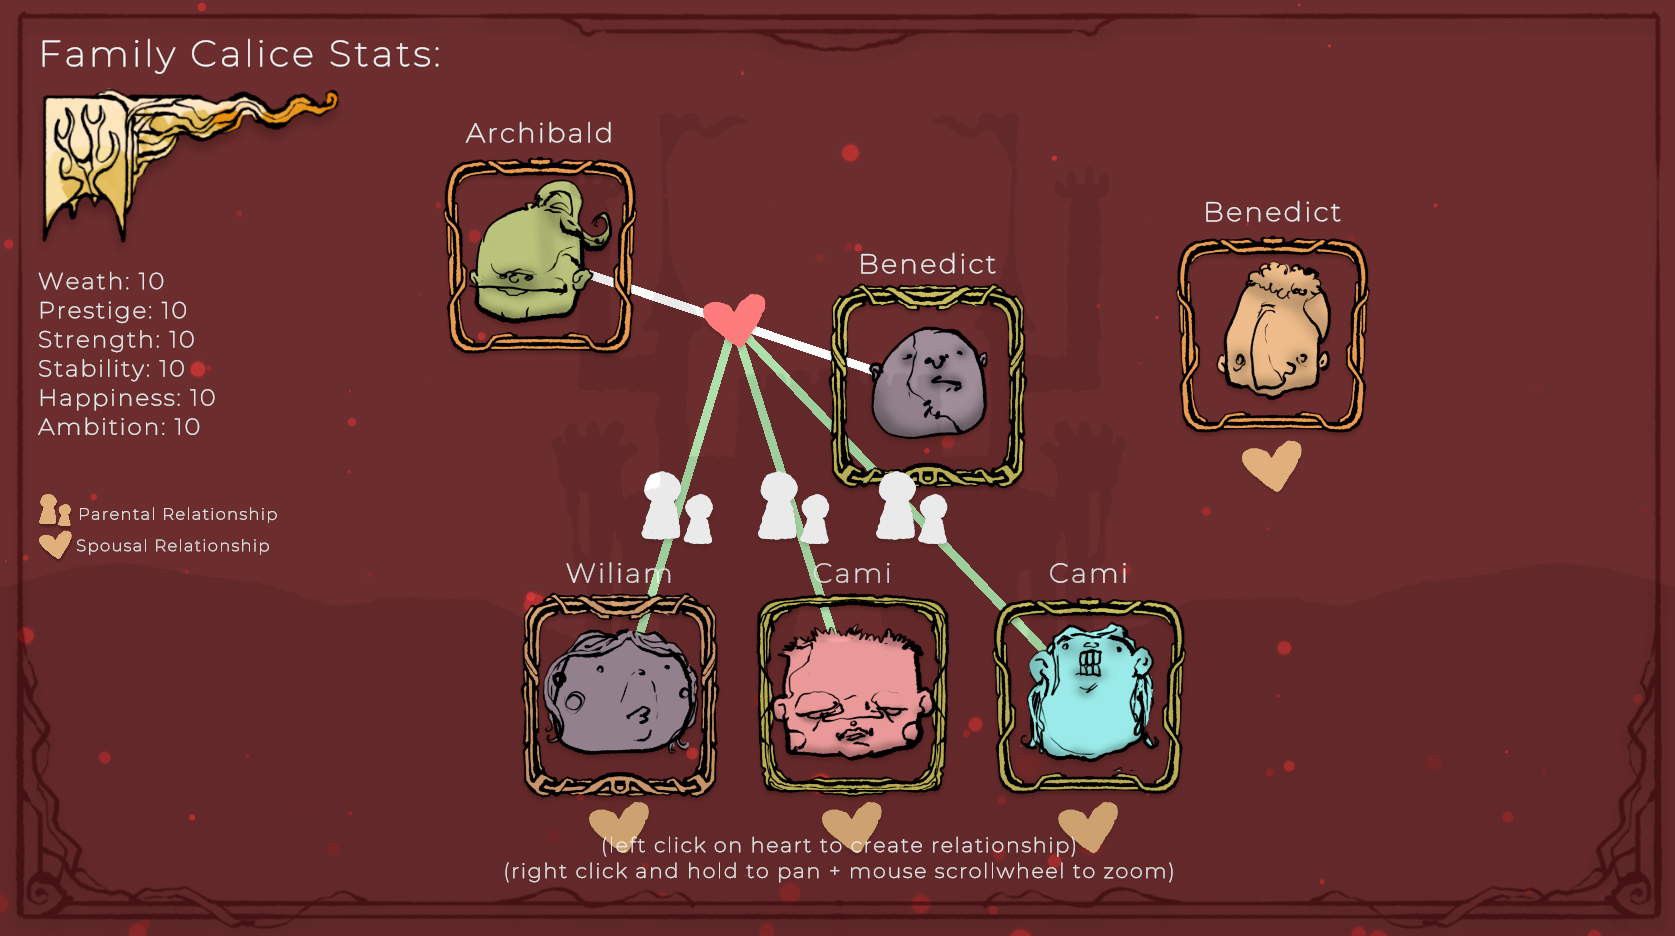 Family Calice Stats:
Weath: 10
Prestige: 10
Strength: 10
Stability: 10
Happiness: 10
Ambition: 10
Parental Relationship
Spousal Relationship
Archibald
Benedict
Benedict
Wiliam
Cami
Cami
(left click on heart to create relationship)
(right click and hold to pan + mouse scrollwheel to zoom)